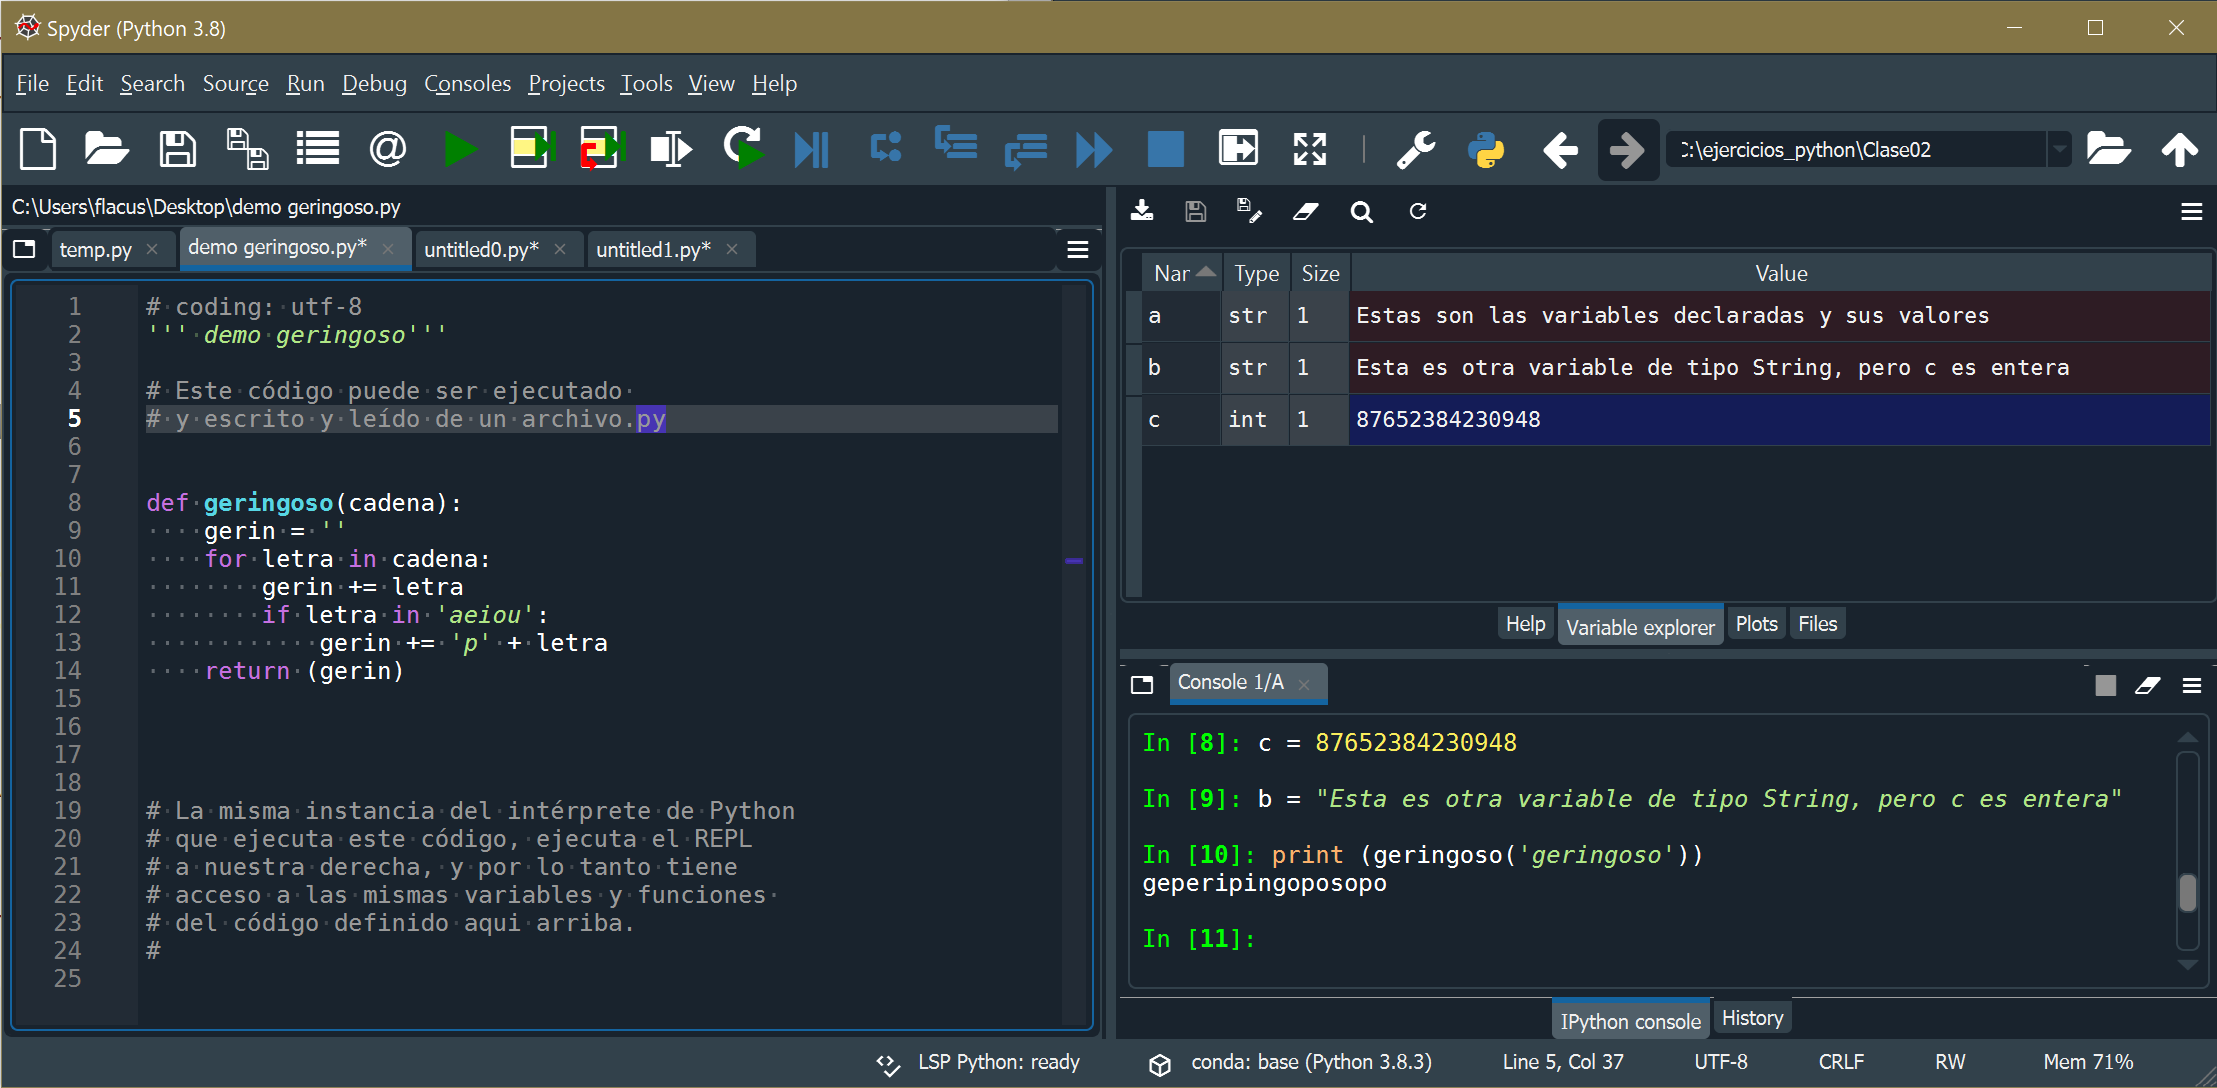 Spyder (Python 3.8)
File Edit Search Source Run Debug Consoles Projects Tools View Help
:\ejercicios_python\Clase02
C:\Users\flacus\Desktop\demo geringoso.py
temp.py
demo geringoso.py*
untitled0.py*
untitled1.py*
1 # coding: utf-8
2 ''' demo geringoso'''
3
4 # Este código puede ser ejecutado
5 # y escrito y leído de un archivo.py
6
7
8 def geringoso(cadena):
9 gerin = ''
10 for letra in cadena:
11 gerin += letra
12 if letra in 'aeiou':
13 gerin += 'p' + letra
14 return (gerin)
15
16
17
18
19 # La misma instancia del intérprete de Python
20 # que ejecuta este código, ejecuta el REPL
21 # a nuestra derecha, y por lo tanto tiene
22 # acceso a las mismas variables y funciones
23 # del código definido aqui arriba.
24 #
25
Nar Type Size Value
a str 1 Estas son las variables declaradas y sus valores
b str 1 Esta es otra variable de tipo String, pero c es entera
c int 1 87652384230948
Help Variable explorer Plots Files
Console 1/A
In [8]: c = 87652384230948
In [9]: b = "Esta es otra variable de tipo String, pero c es entera"
In [10]: print (geringoso('geringoso'))
geperipingoposopo
In [11]:
IPython console History
LSP Python: ready conda: base (Python 3.8.3) Line 5, Col 37 UTF-8 CRLF RW Mem 71%